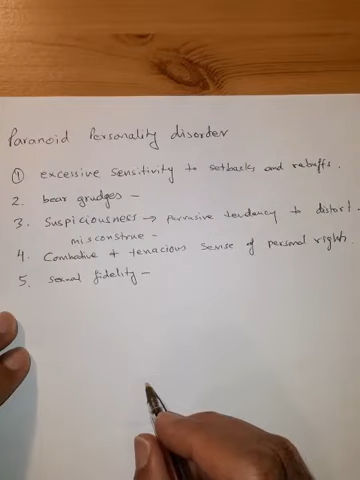 Paranoid Personality disorder
① excessive sensitivity to setbacks and rebuffs.
2. bear grudges –
3. Suspiciousness → pervasive tendency to distort.
misconstrue –
4. Combative + tenacious sense of personal rights.
5. sexual fidelity –